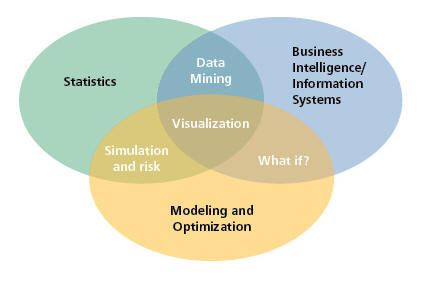 Statistics
Data
Mining
Business
Intelligence/
Information
Systems
Visualization
Simulation
and risk
What if?
Modeling and
Optimization